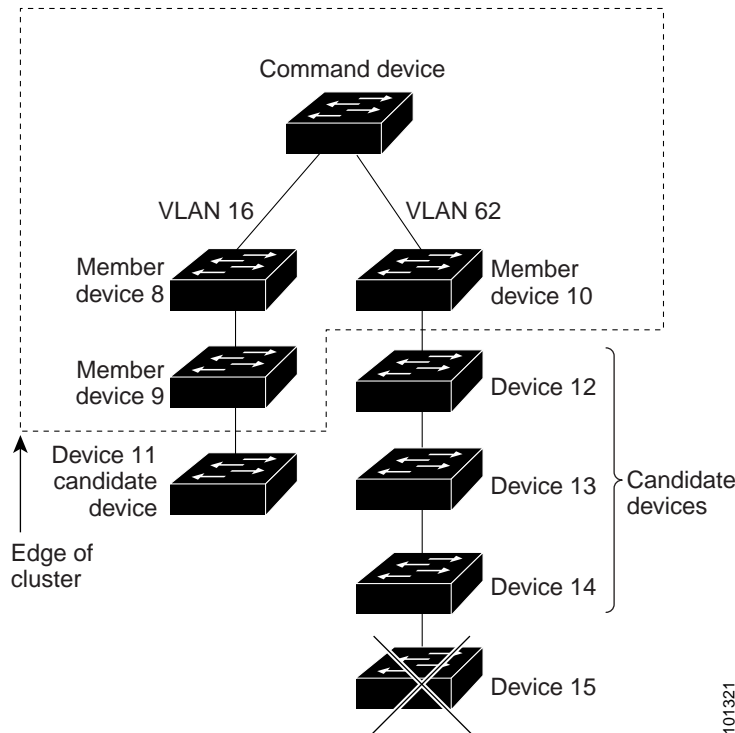 Command device
VLAN 16
VLAN 62
Member
device 8
Member
device 10
Member
device 9
Device 12
Device 11
candidate
device
Device 13
Candidate
devices
Edge of
cluster
Device 14
Device 15
101321